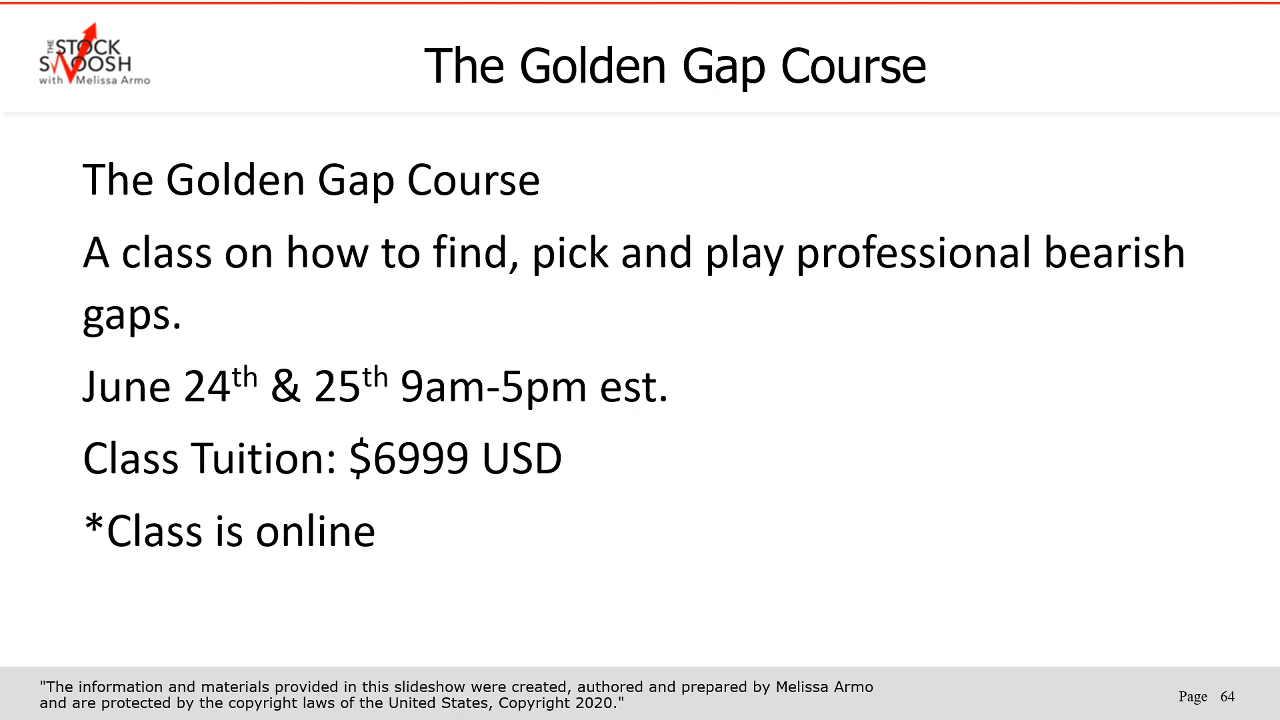 THE STOCK
SWOOSH
with Melissa Armo
The Golden Gap Course
The Golden Gap Course
A class on how to find, pick and play professional bearish
gaps.
June 24th & 25th 9am-5pm est.
Class Tuition: $6999 USD
*Class is online
"The information and materials provided in this slideshow were created, authored and prepared by Melissa Armo
and are protected by the copyright laws of the United States, Copyright 2020."
Page 64